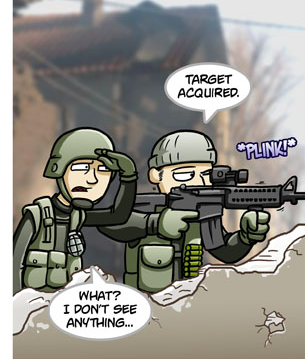 TARGET
ACQUIRED.
*PLINK!*
WHAT?
I DON'T SEE
ANYTHING...